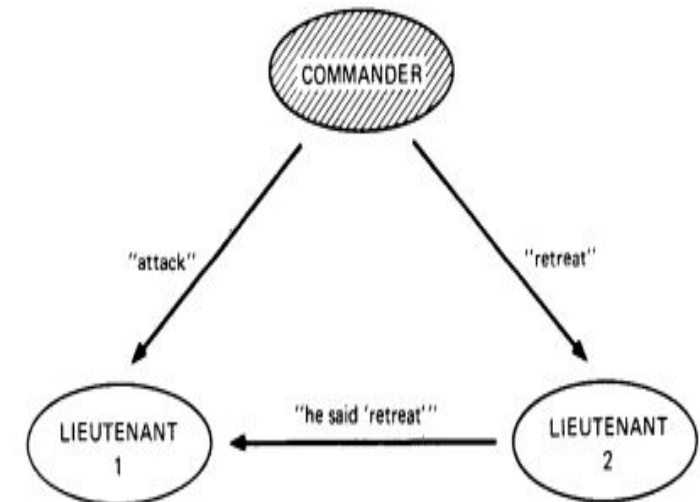 COMMANDER
"attack"
"retreat"
"he said 'retreat'"
LIEUTENANT
1
LIEUTENANT
2